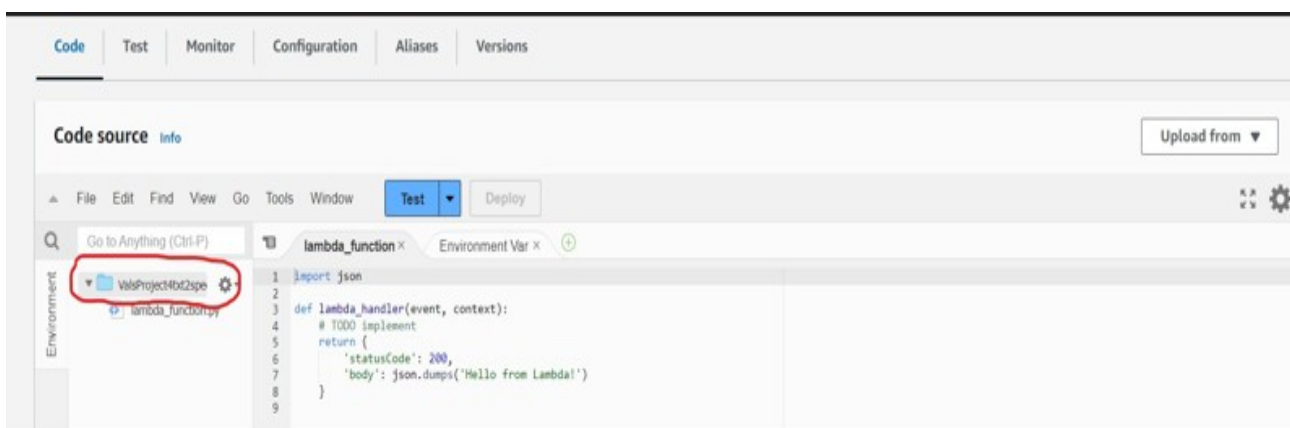 Code Test Monitor Configuration Aliases Versions
Code source Info
Upload from
File Edit Find View Go Tools Window Test Deploy
Go to Anything (Ctrl-P)
lambda_function × Environment Var ×
Environment
lambda_function.py
1 import json
2
3 def lambda_handler(event, context):
4 # TODO implement
5 return {
6 'statusCode': 200,
7 'body': json.dumps('Hello from Lambda!')
8 }
9